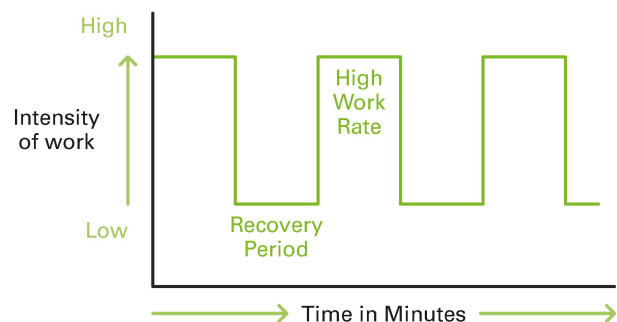 High
High
Work
Rate
Intensity
of work
Recovery
Period
Low
Time in Minutes